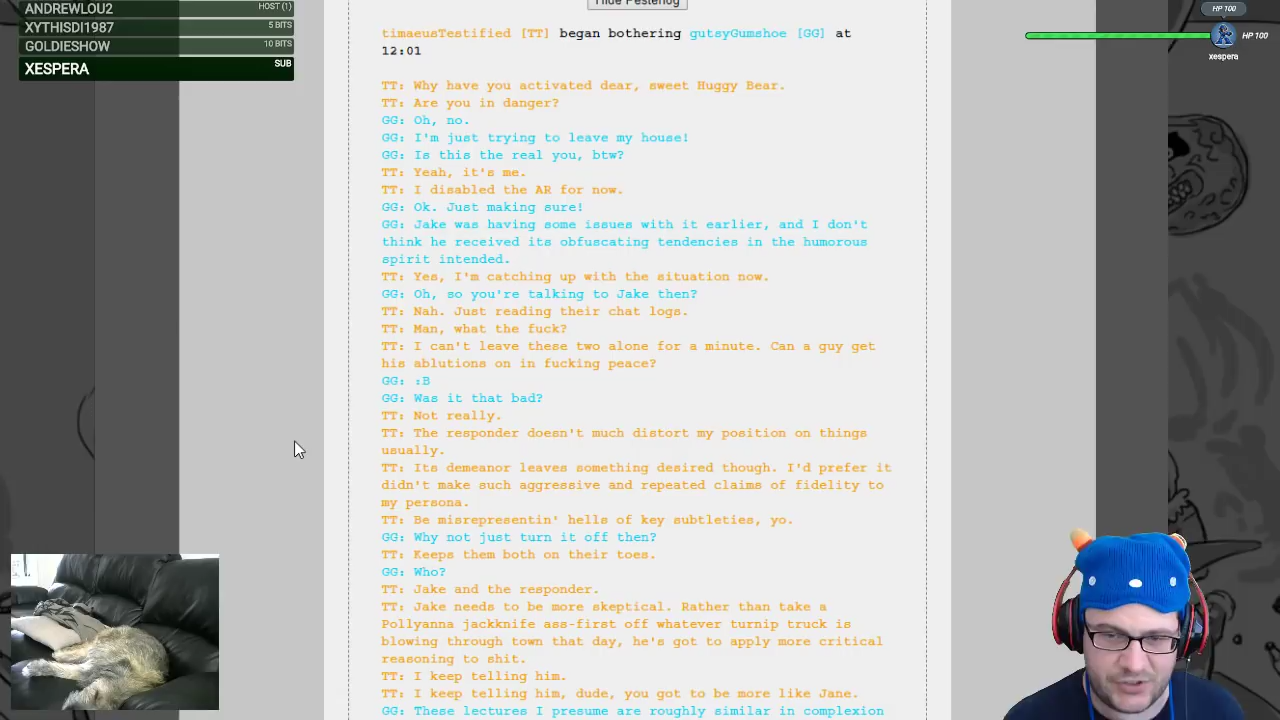 ANDREWLOU2 HOST (1)
XYTHISDI1987 5 BITS
GOLDIESHOW 10 BITS
XESPERA SUB
HP 100
HP 100
xespera
Hide Pesterlog
timaeusTestified [TT] began bothering gutsyGumshoe [GG] at
12:01
TT: Why have you activated dear, sweet Huggy Bear.
TT: Are you in danger?
GG: Oh, no.
GG: I'm just trying to leave my house!
GG: Is this the real you, btw?
TT: Yeah, it's me.
TT: I disabled the AR for now.
GG: Ok. Just making sure!
GG: Jake was having some issues with it earlier, and I don't
think he received its obfuscating tendencies in the humorous
spirit intended.
TT: Yes, I'm catching up with the situation now.
GG: Oh, so you're talking to Jake then?
TT: Nah. Just reading their chat logs.
TT: Man, what the fuck?
TT: I can't leave these two alone for a minute. Can a guy get
his ablutions on in fucking peace?
GG: :B
GG: Was it that bad?
TT: Not really.
TT: The responder doesn't much distort my position on things
usually.
TT: Its demeanor leaves something desired though. I'd prefer it
didn't make such aggressive and repeated claims of fidelity to
my persona.
TT: Be misrepresentin' hells of key subtleties, yo.
GG: Why not just turn it off then?
TT: Keeps them both on their toes.
GG: Who?
TT: Jake and the responder.
TT: Jake needs to be more skeptical. Rather than take a
Pollyanna jackknife ass-first off whatever turnip truck is
blowing through town that day, he's got to apply more critical
reasoning to shit.
TT: I keep telling him.
TT: I keep telling him, dude, you got to be more like Jane.
GG: These lectures I presume are roughly similar in complexion